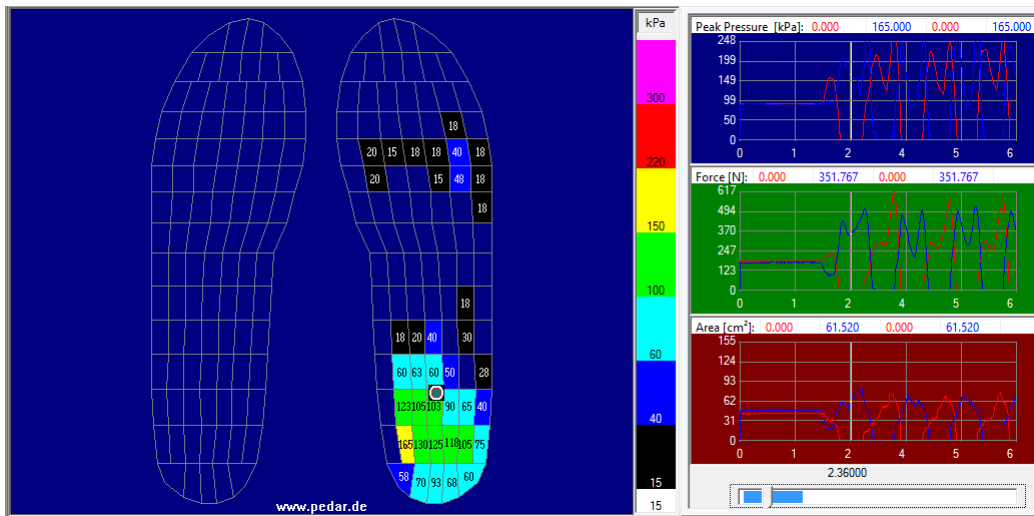 18
20 15 18 18 40 18
20 15 48 18
18
18
18 20 40 30
60 63 60 50 28
123 105 103 90 65 40
165 130 125 118 105 75
58 70 93 68 60
www.pedar.de
kPa
300
220
150
100
60
40
15
15
Peak Pressure [kPa]: 0.000 165.000 0.000 165.000
248
199
149
99
50
0
0 1 2 3 4 5 6
Force [N]: 0.000 351.767 0.000 351.767
617
494
370
247
123
0
0 1 2 3 4 5 6
Area [cm²]: 0.000 61.520 0.000 61.520
155
124
93
62
31
0
0 1 2 3 4 5 6
2.36000